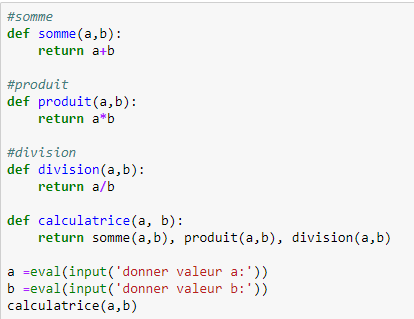 #somme
def somme(a,b):
    return a+b

#produit
def produit(a,b):
    return a*b

#division
def division(a,b):
    return a/b

def calculatrice(a, b):
    return somme(a,b), produit(a,b), division(a,b)

a =eval(input('donner valeur a:'))
b =eval(input('donner valeur b:'))
calculatrice(a,b)